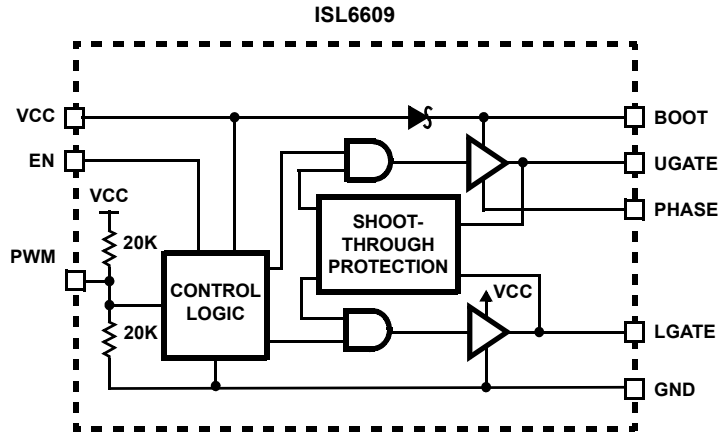 ISL6609
VCC
BOOT
EN
UGATE
VCC
PHASE
20K
SHOOT-
THROUGH
PROTECTION
PWM
CONTROL
LOGIC
VCC
20K
LGATE
GND